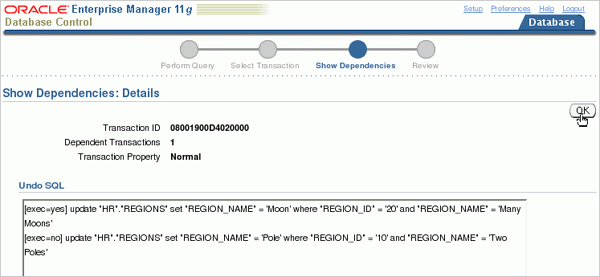 ORACLE Enterprise Manager 11g
Database Control
Setup Preferences Help Logout
Database
Perform Query Select Transaction Show Dependencies Review
Show Dependencies: Details
OK
Transaction ID 08001900D4020000
Dependent Transactions 1
Transaction Property Normal
Undo SQL
[exec=yes] update "HR"."REGIONS" set "REGION_NAME" = 'Moon' where "REGION_ID" = '20' and "REGION_NAME" = 'Many
Moons'
[exec=no] update "HR"."REGIONS" set "REGION_NAME" = 'Pole' where "REGION_ID" = '10' and "REGION_NAME" = 'Two
Poles'